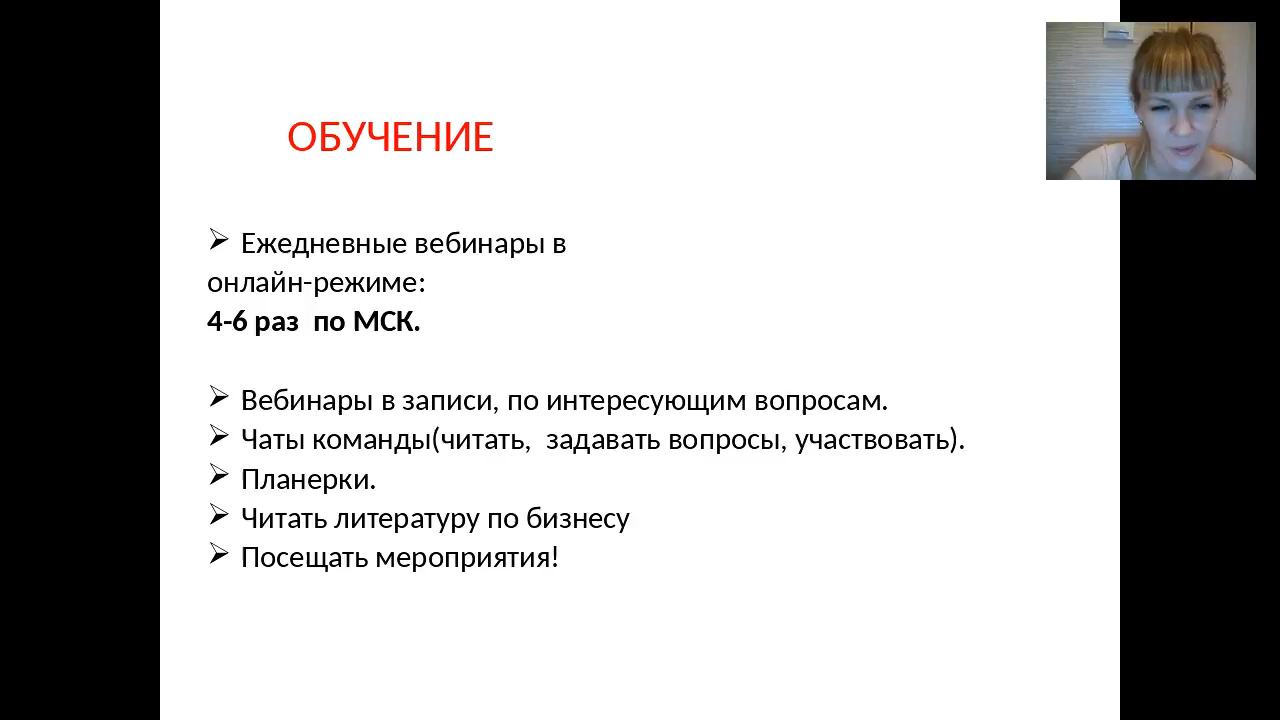 ОБУЧЕНИЕ
➢ Ежедневные вебинары в
онлайн-режиме:
4-6 раз  по МСК.
➢ Вебинары в записи, по интересующим вопросам.
➢ Чаты команды(читать,  задавать вопросы, участвовать).
➢ Планерки.
➢ Читать литературу по бизнесу
➢ Посещать мероприятия!